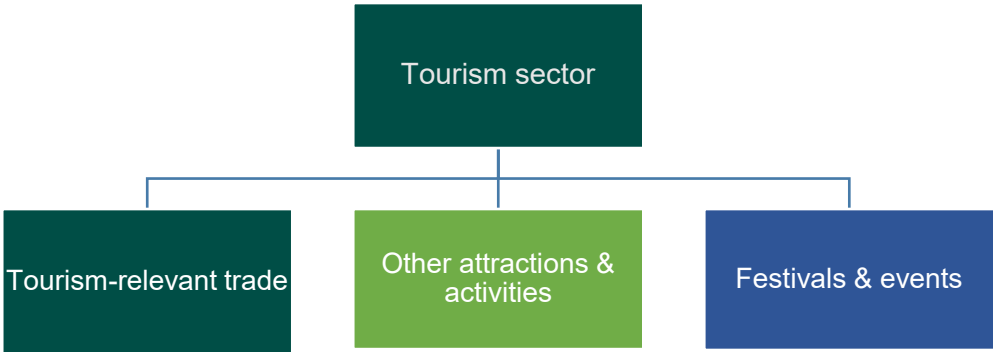 Tourism sector
Tourism-relevant trade
Other attractions &
activities
Festivals & events